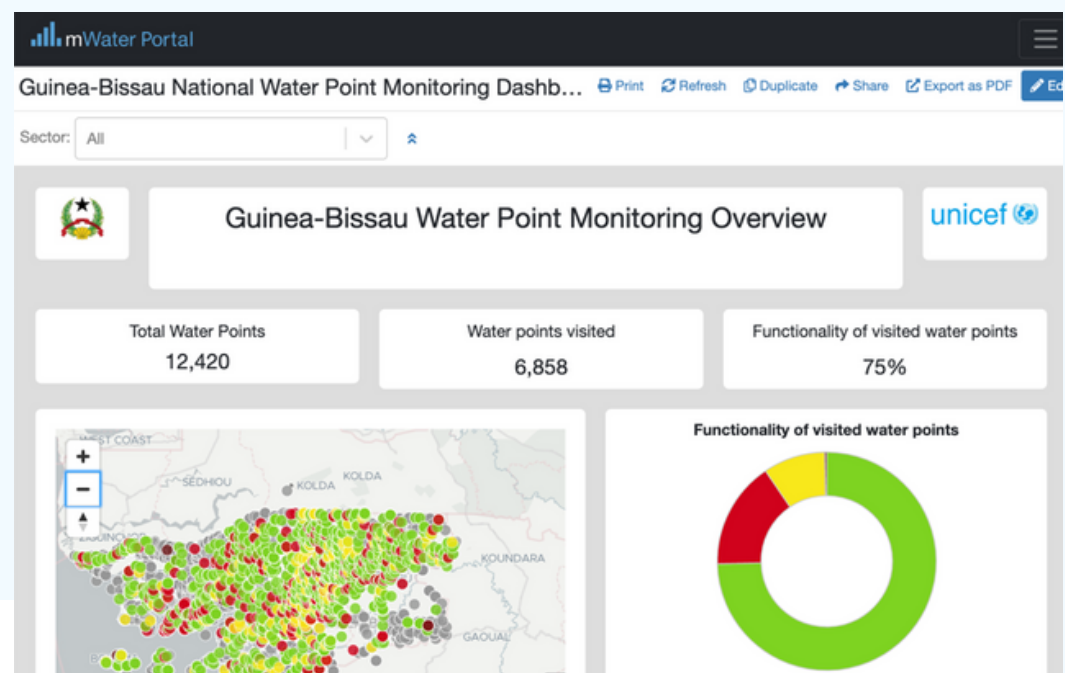 mWater Portal
Guinea-Bissau National Water Point Monitoring Dashb... Print Refresh Duplicate Share Export as PDF Ed
Sector: All
Guinea-Bissau Water Point Monitoring Overview
unicef
Total Water Points
12,420
Water points visited
6,858
Functionality of visited water points
75%
Functionality of visited water points
WEST COAST
SÉDHIOU
KOLDA
KOLDA
KOUNDARA
GAOUAL